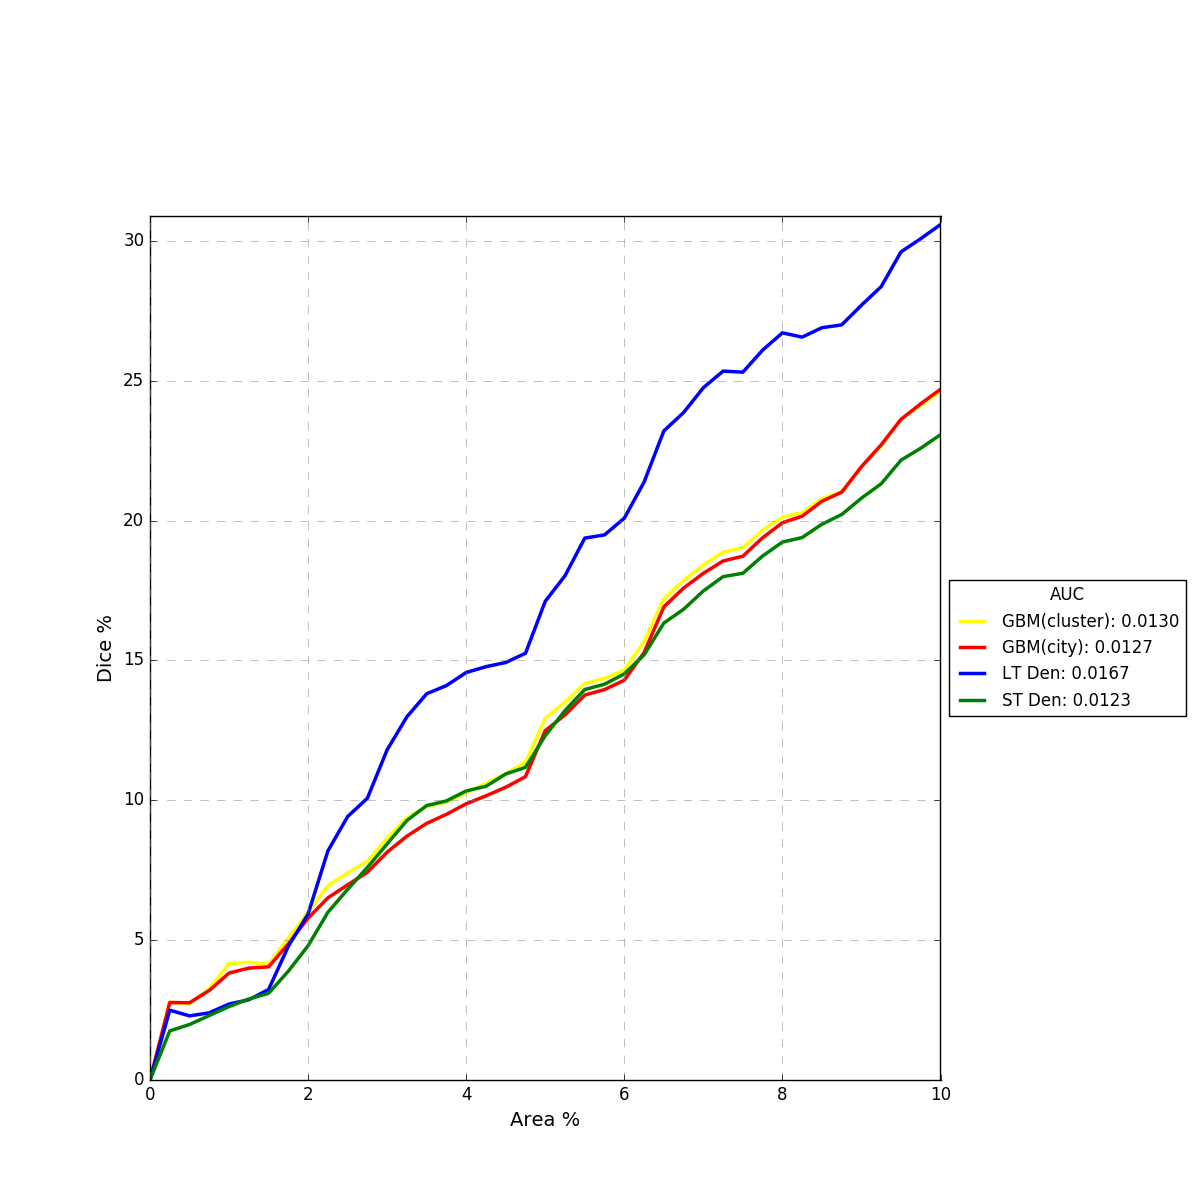 30
25
20
15
10
5
0
Dice %
0 2 4 6 8 10
Area %
AUC
GBM(cluster): 0.0130
GBM(city): 0.0127
LT Den: 0.0167
ST Den: 0.0123